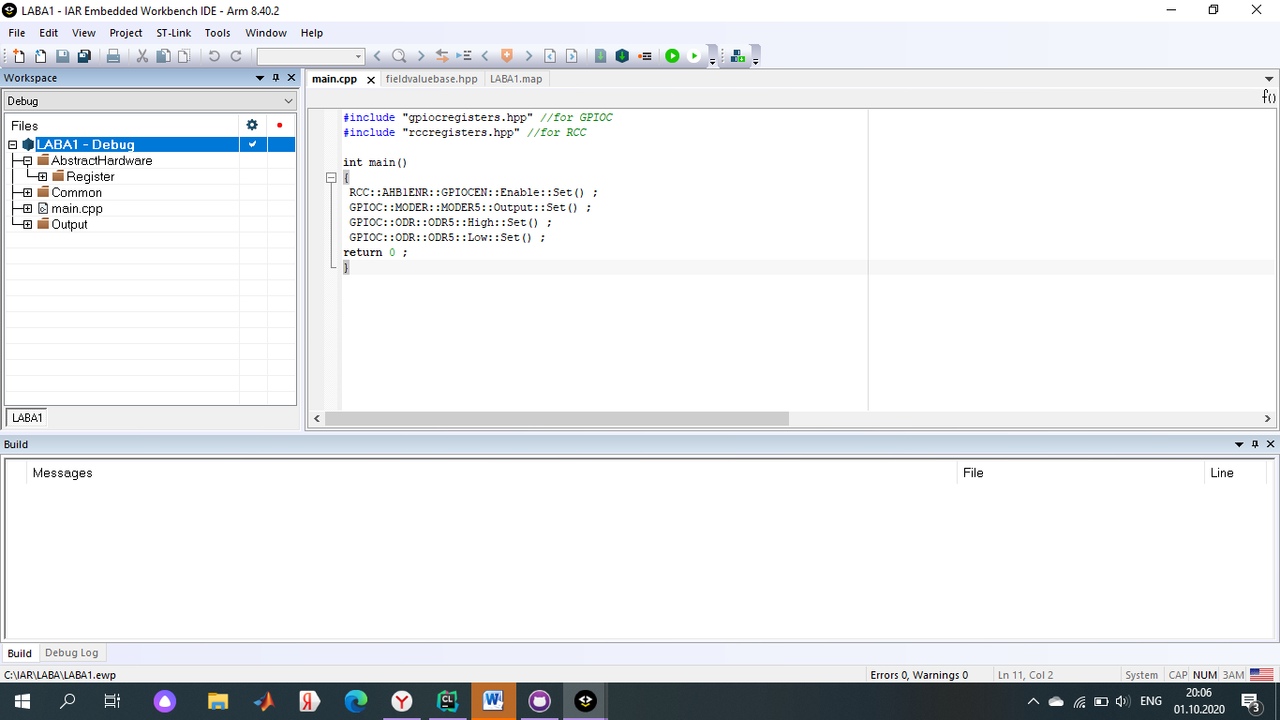 LABA1 - IAR Embedded Workbench IDE - Arm 8.40.2
File Edit View Project ST-Link Tools Window Help
Workspace
Debug
Files
LABA1 - Debug
AbstractHardware
Register
Common
main.cpp
Output
LABA1
main.cpp fieldvaluebase.hpp LABA1.map
f()
#include "gpiocregisters.hpp" //for GPIOC
#include "rccregisters.hpp" //for RCC
int main()
{
RCC::AHB1ENR::GPIOCEN::Enable::Set() ;
GPIOC::MODER::MODER5::Output::Set() ;
GPIOC::ODR::ODR5::High::Set() ;
GPIOC::ODR::ODR5::Low::Set() ;
return 0 ;
}
Build
Messages File Line
Build Debug Log
C:\IAR\LABA\LABA1.ewp Errors 0, Warnings 0 Ln 11, Col 2 System CAP NUM 3AM
Я Y CL W ENG 20:06
01.10.2020 3